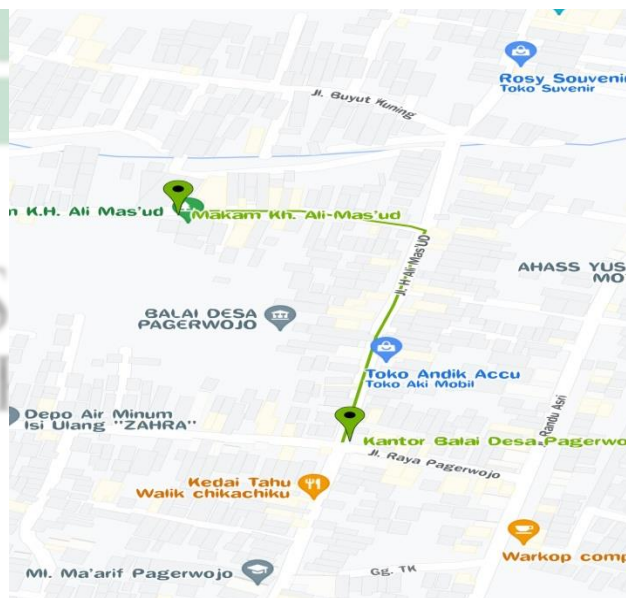 Rosy Souveni
Toko Suvenir
Jl. Buyut Kuning
K.H. Ali Mas'ud
Makam Kh. Ali-Mas'ud
Jl. H Ali Mas'UD
AHASS YUS
MO
BALAI DESA
PAGERWOJO
Toko Andik Accu
Toko Aki Mobil
Depo Air Minum
Isi Ulang "ZAHRA"
Randu Asri
Kantor Balai Desa Pagerwo
Jl. Raya Pagerwojo
Kedai Tahu
Walik chikachiku
Warkop comp
MI. Ma'arif Pagerwojo
Gg. TK